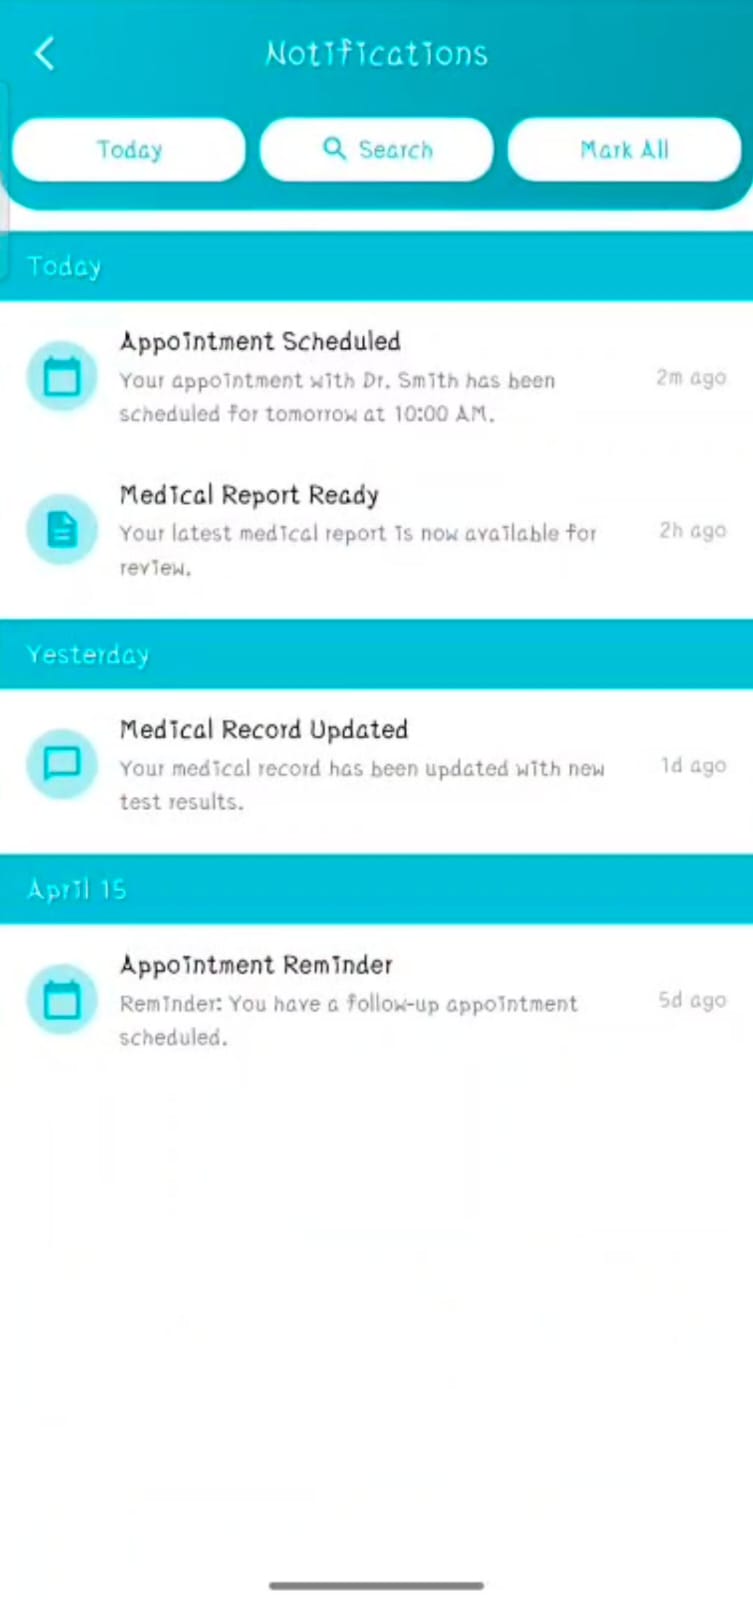 Notifications
Today
Search
Mark All
Today
Appointment Scheduled
Your appointment with Dr. Smith has been
scheduled for tomorrow at 10:00 AM.
2m ago
Medical Report Ready
Your latest medical report is now available for
review.
2h ago
Yesterday
Medical Record Updated
Your medical record has been updated with new
test results.
1d ago
April 15
Appointment Reminder
Reminder: You have a follow-up appointment
scheduled.
5d ago